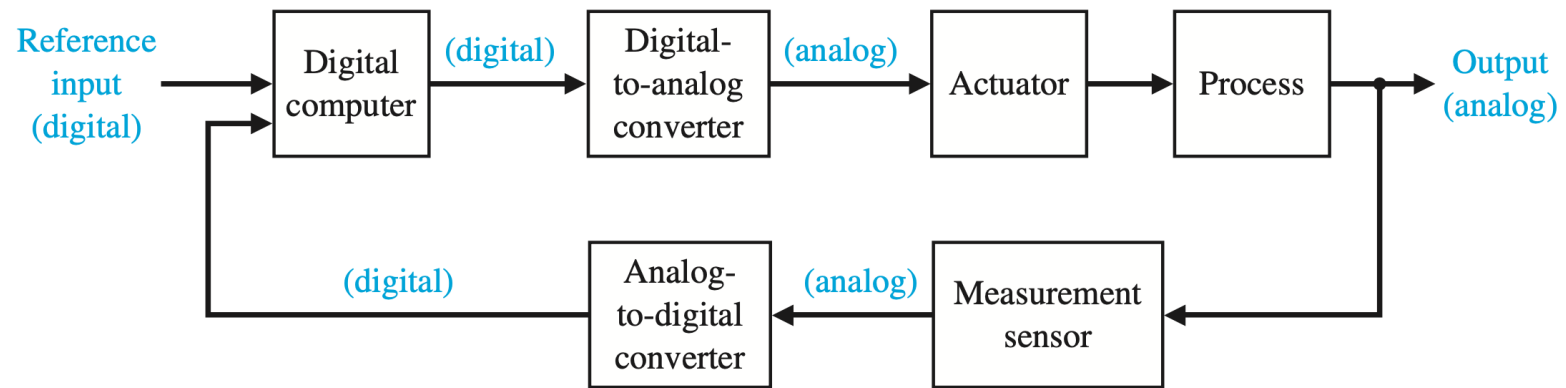 Reference
input
(digital)
Digital
computer
(digital)
Digital-
to-analog
converter
(analog)
Actuator
Process
Output
(analog)
(digital)
Analog-
to-digital
converter
(analog)
Measurement
sensor